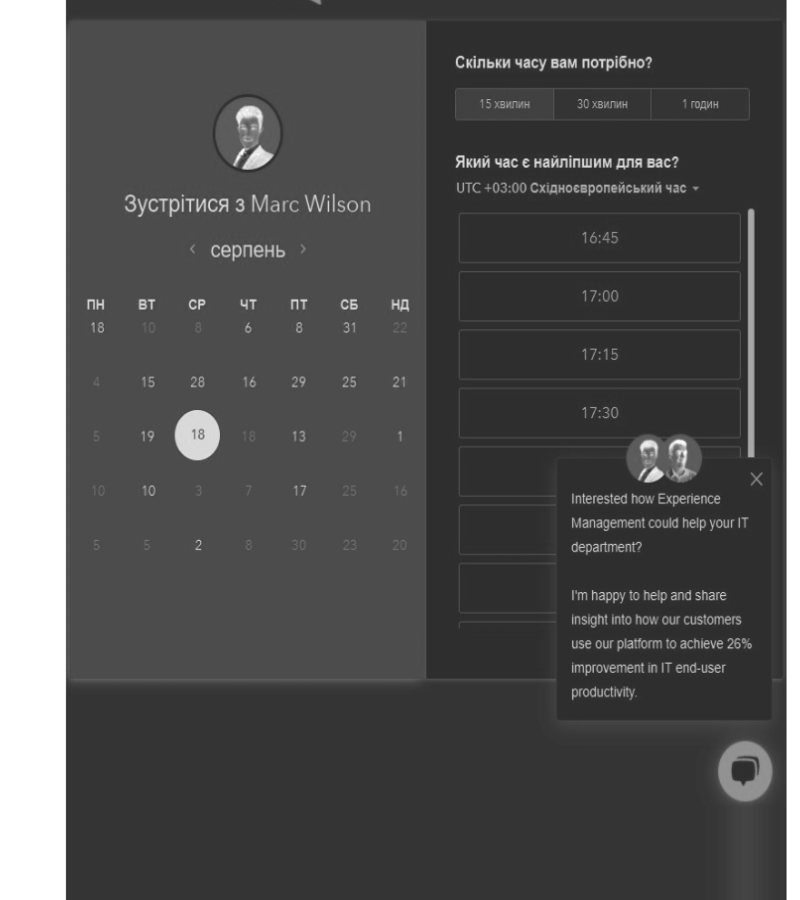 Зустрітися з Marc Wilson
серпень
ПН ВТ СР ЧТ ПТ СБ НД
18 10 8 6 8 31 22
4 15 28 16 29 25 21
5 19 18 18 13 29 1
10 10 3 7 17 25 16
5 5 2 8 30 23 20
Скільки часу вам потрібно?
15 хвилин 30 хвилин 1 годин
Який час є найліпшим для вас?
UTC +03:00 Східноєвропейський час
16:45
17:00
17:15
17:30
Interested how Experience
Management could help your IT
department?
I'm happy to help and share
insight into how our customers
use our platform to achieve 26%
improvement in IT end-user
productivity.